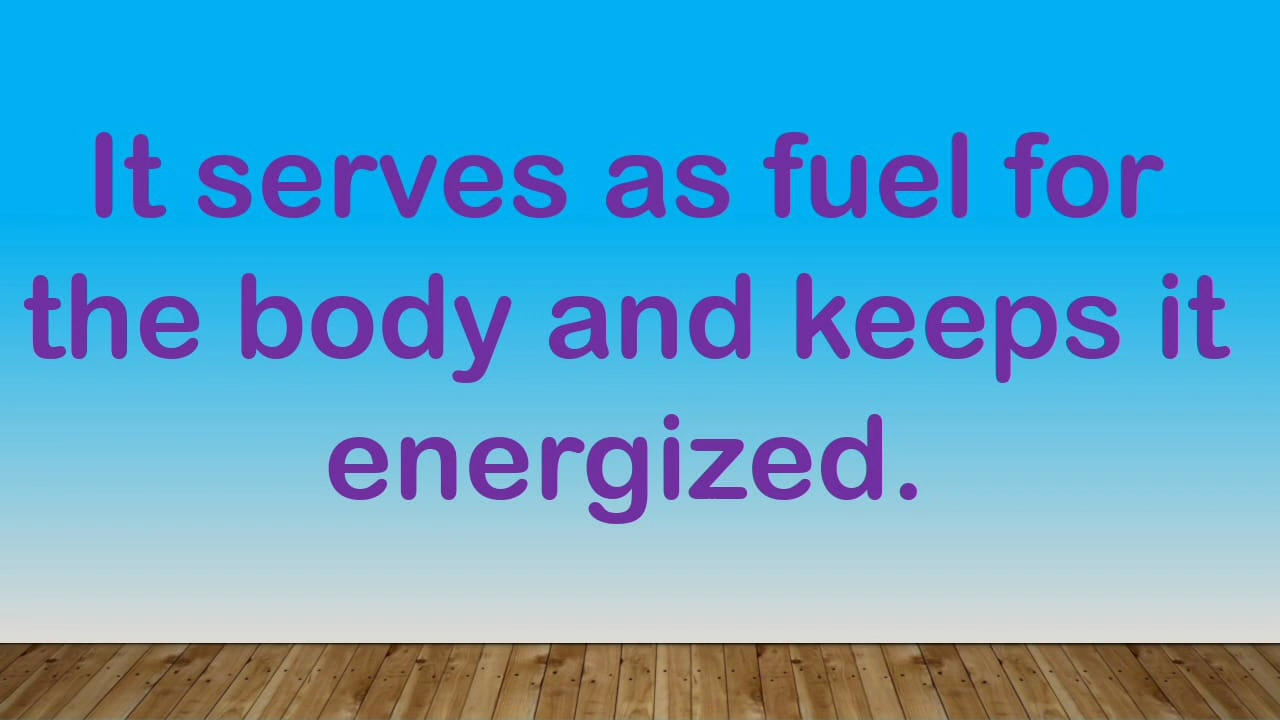 It serves as fuel for
the body and keeps it
energized.